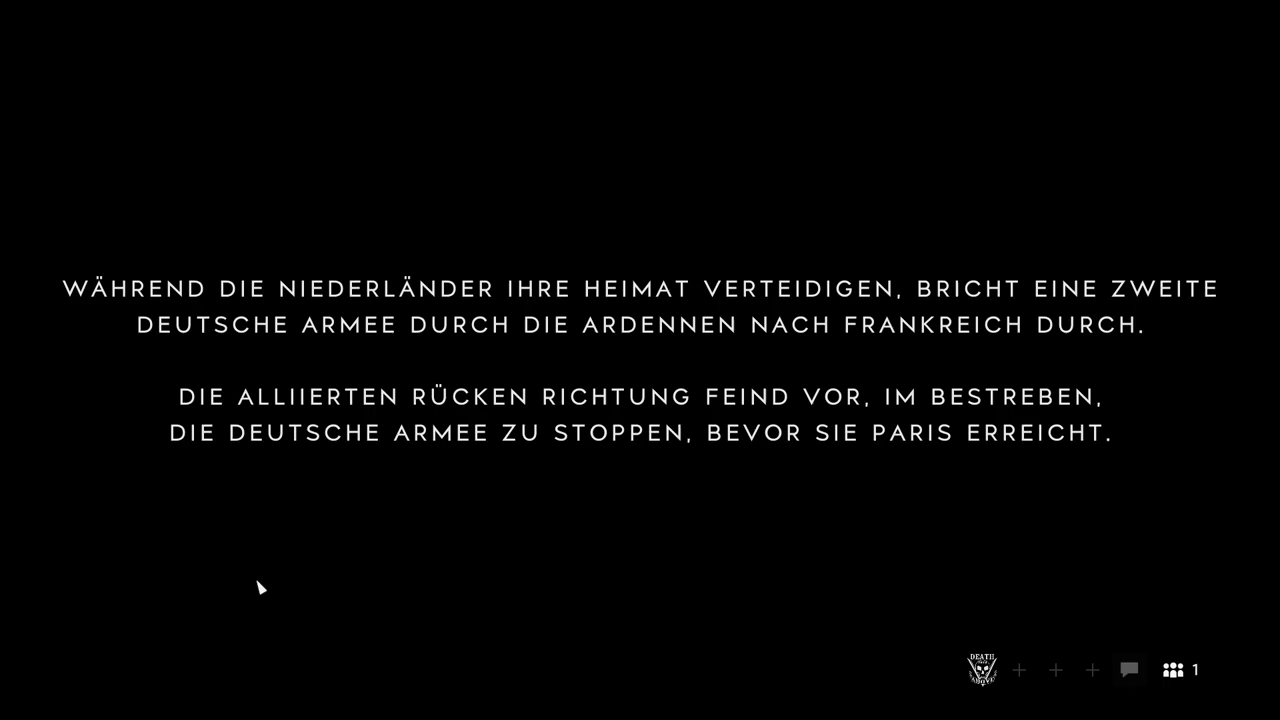 WÄHREND DIE NIEDERLÄNDER IHRE HEIMAT VERTEIDIGEN, BRICHT EINE ZWEITE
DEUTSCHE ARMEE DURCH DIE ARDENNEN NACH FRANKREICH DURCH.
DIE ALLIIERTEN RÜCKEN RICHTUNG FEIND VOR, IM BESTREBEN,
DIE DEUTSCHE ARMEE ZU STOPPEN, BEVOR SIE PARIS ERREICHT.
DEATH
1